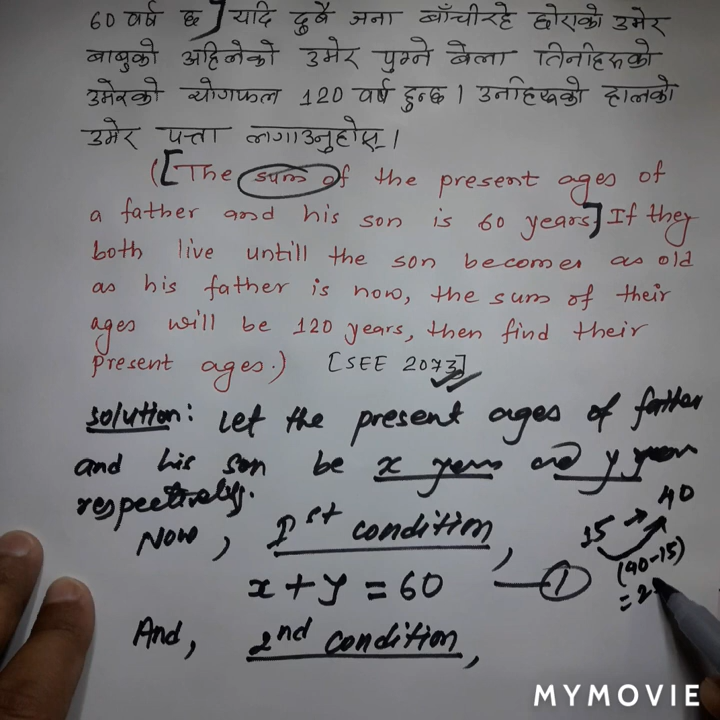 60 वर्ष छ] यदि दुबै जना बाँचीरहे छोराको उमेर
बाबुको अहिलेको उमेर पुग्ने बेला तिनीहरुको
उमेरको योगफल 120 वर्ष हुन्छ । उनीहरुको हालको
उमेर पत्ता लगाउनुहोस् ।
([The sum of the present ages of
a father and his son is 60 years] If they
both live untill the son becomes as old
as his father is now, the sum of their
ages will be 120 years, then find their
present ages.) [SEE 2073]
solution: Let the present ages of father
and his son be x years and y years
respectively.
Now, 1st condition,
x + y = 60 — 1
And, 2nd condition,
15 → 40
(40-15)
MYMOVIE